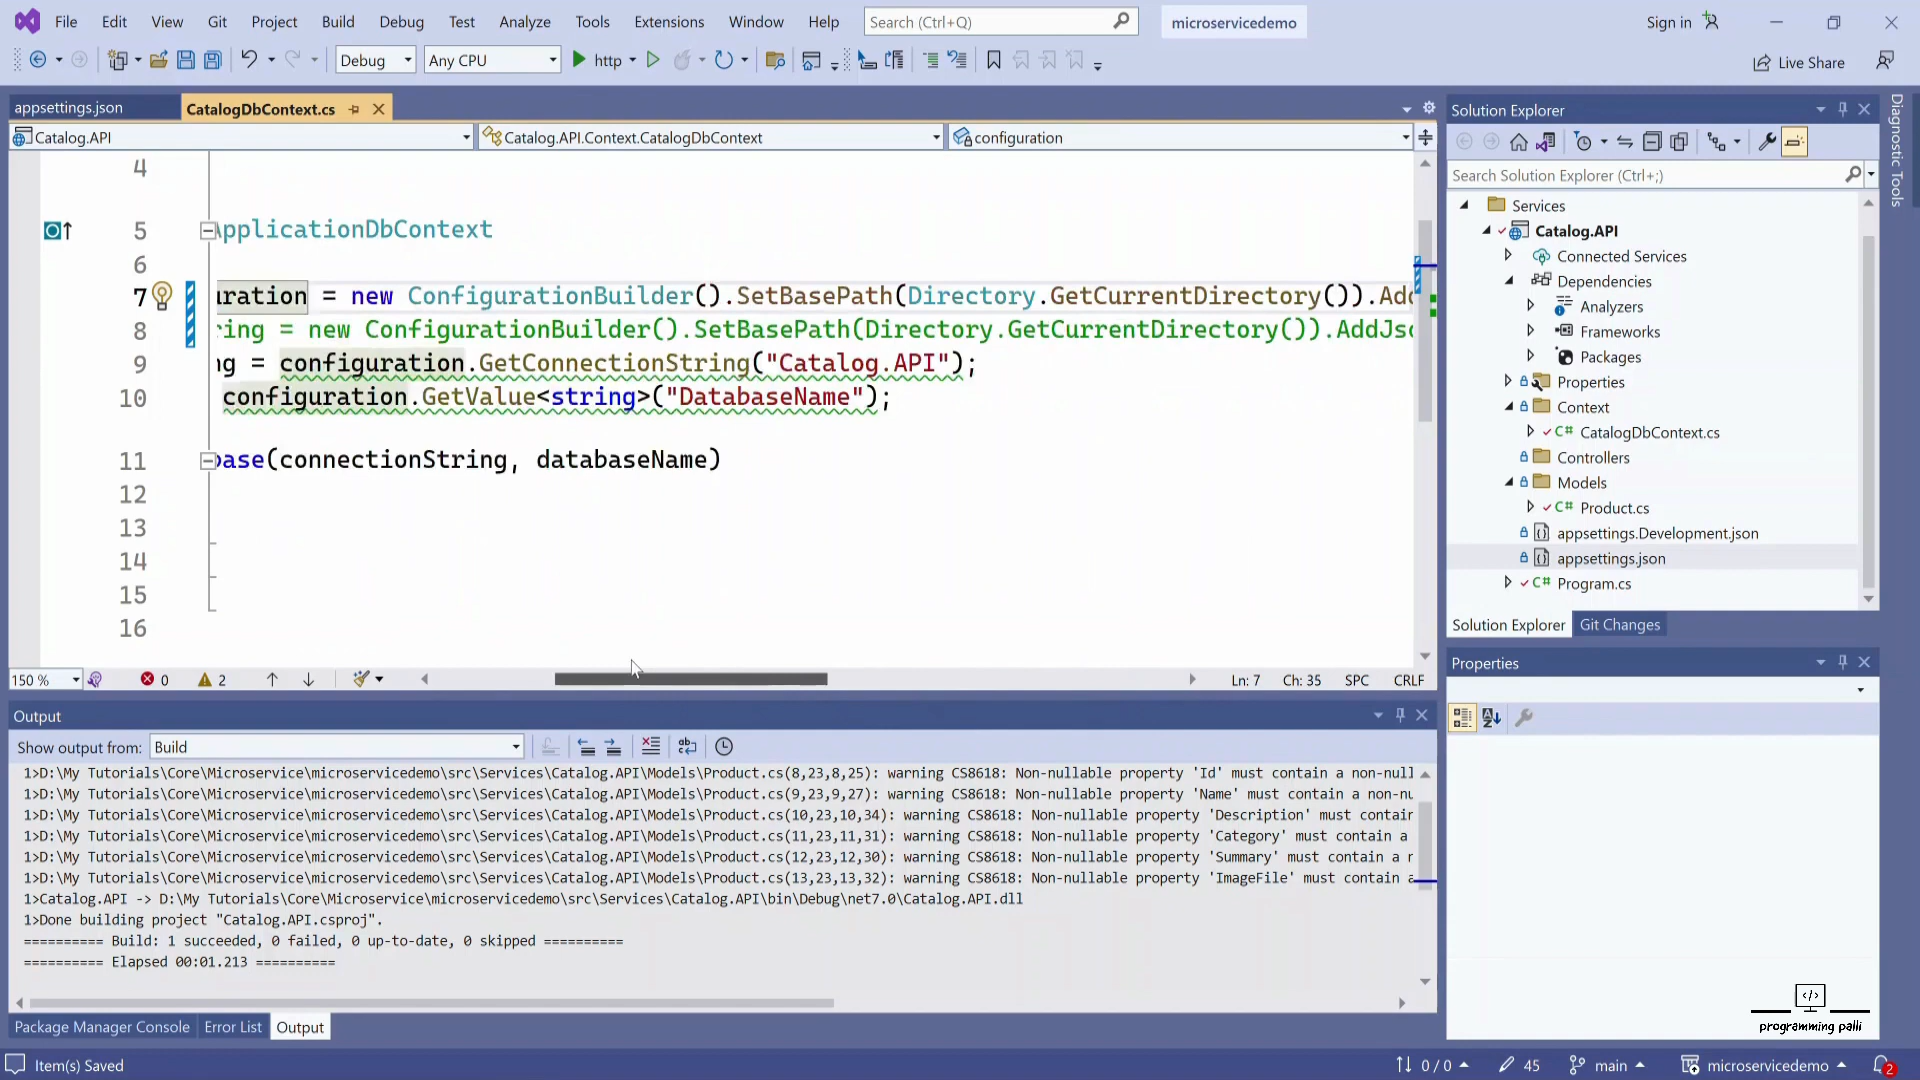 File Edit View Git Project Build Debug Test Analyze Tools Extensions Window Help Search (Ctrl+Q) microservicedemo Sign in
Debug Any CPU http Live Share
appsettings.json CatalogDbContext.cs
Catalog.API Catalog.API.Context.CatalogDbContext configuration
4
5 ApplicationDbContext
6
7 uration = new ConfigurationBuilder().SetBasePath(Directory.GetCurrentDirectory()).Add
8 ring = new ConfigurationBuilder().SetBasePath(Directory.GetCurrentDirectory()).AddJso
9 ng = configuration.GetConnectionString("Catalog.API");
10 configuration.GetValue<string>("DatabaseName");
11 base(connectionString, databaseName)
12
13
14
15
16
150 % 0 2 Ln: 7 Ch: 35 SPC CRLF
Output
Show output from: Build
1>D:\My Tutorials\Core\Microservice\microservicedemo\src\Services\Catalog.API\Models\Product.cs(8,23,8,25): warning CS8618: Non-nullable property 'Id' must contain a non-null
1>D:\My Tutorials\Core\Microservice\microservicedemo\src\Services\Catalog.API\Models\Product.cs(9,23,9,27): warning CS8618: Non-nullable property 'Name' must contain a non-nu
1>D:\My Tutorials\Core\Microservice\microservicedemo\src\Services\Catalog.API\Models\Product.cs(10,23,10,34): warning CS8618: Non-nullable property 'Description' must contain
1>D:\My Tutorials\Core\Microservice\microservicedemo\src\Services\Catalog.API\Models\Product.cs(11,23,11,31): warning CS8618: Non-nullable property 'Category' must contain a
1>D:\My Tutorials\Core\Microservice\microservicedemo\src\Services\Catalog.API\Models\Product.cs(12,23,12,30): warning CS8618: Non-nullable property 'Summary' must contain a n
1>D:\My Tutorials\Core\Microservice\microservicedemo\src\Services\Catalog.API\Models\Product.cs(13,23,13,32): warning CS8618: Non-nullable property 'ImageFile' must contain a
1>Catalog.API -> D:\My Tutorials\Core\Microservice\microservicedemo\src\Services\Catalog.API\bin\Debug\net7.0\Catalog.API.dll
1>Done building project "Catalog.API.csproj".
========== Build: 1 succeeded, 0 failed, 0 up-to-date, 0 skipped ==========
========== Elapsed 00:01.213 ==========
Package Manager Console Error List Output
Solution Explorer
Search Solution Explorer (Ctrl+;)
Services
Catalog.API
Connected Services
Dependencies
Analyzers
Frameworks
Packages
Properties
Context
C# CatalogDbContext.cs
Controllers
Models
C# Product.cs
appsettings.Development.json
appsettings.json
C# Program.cs
Solution Explorer Git Changes
Properties
programming palli
Diagnostic Tools
Item(s) Saved 0 / 0 45 main microservicedemo 2